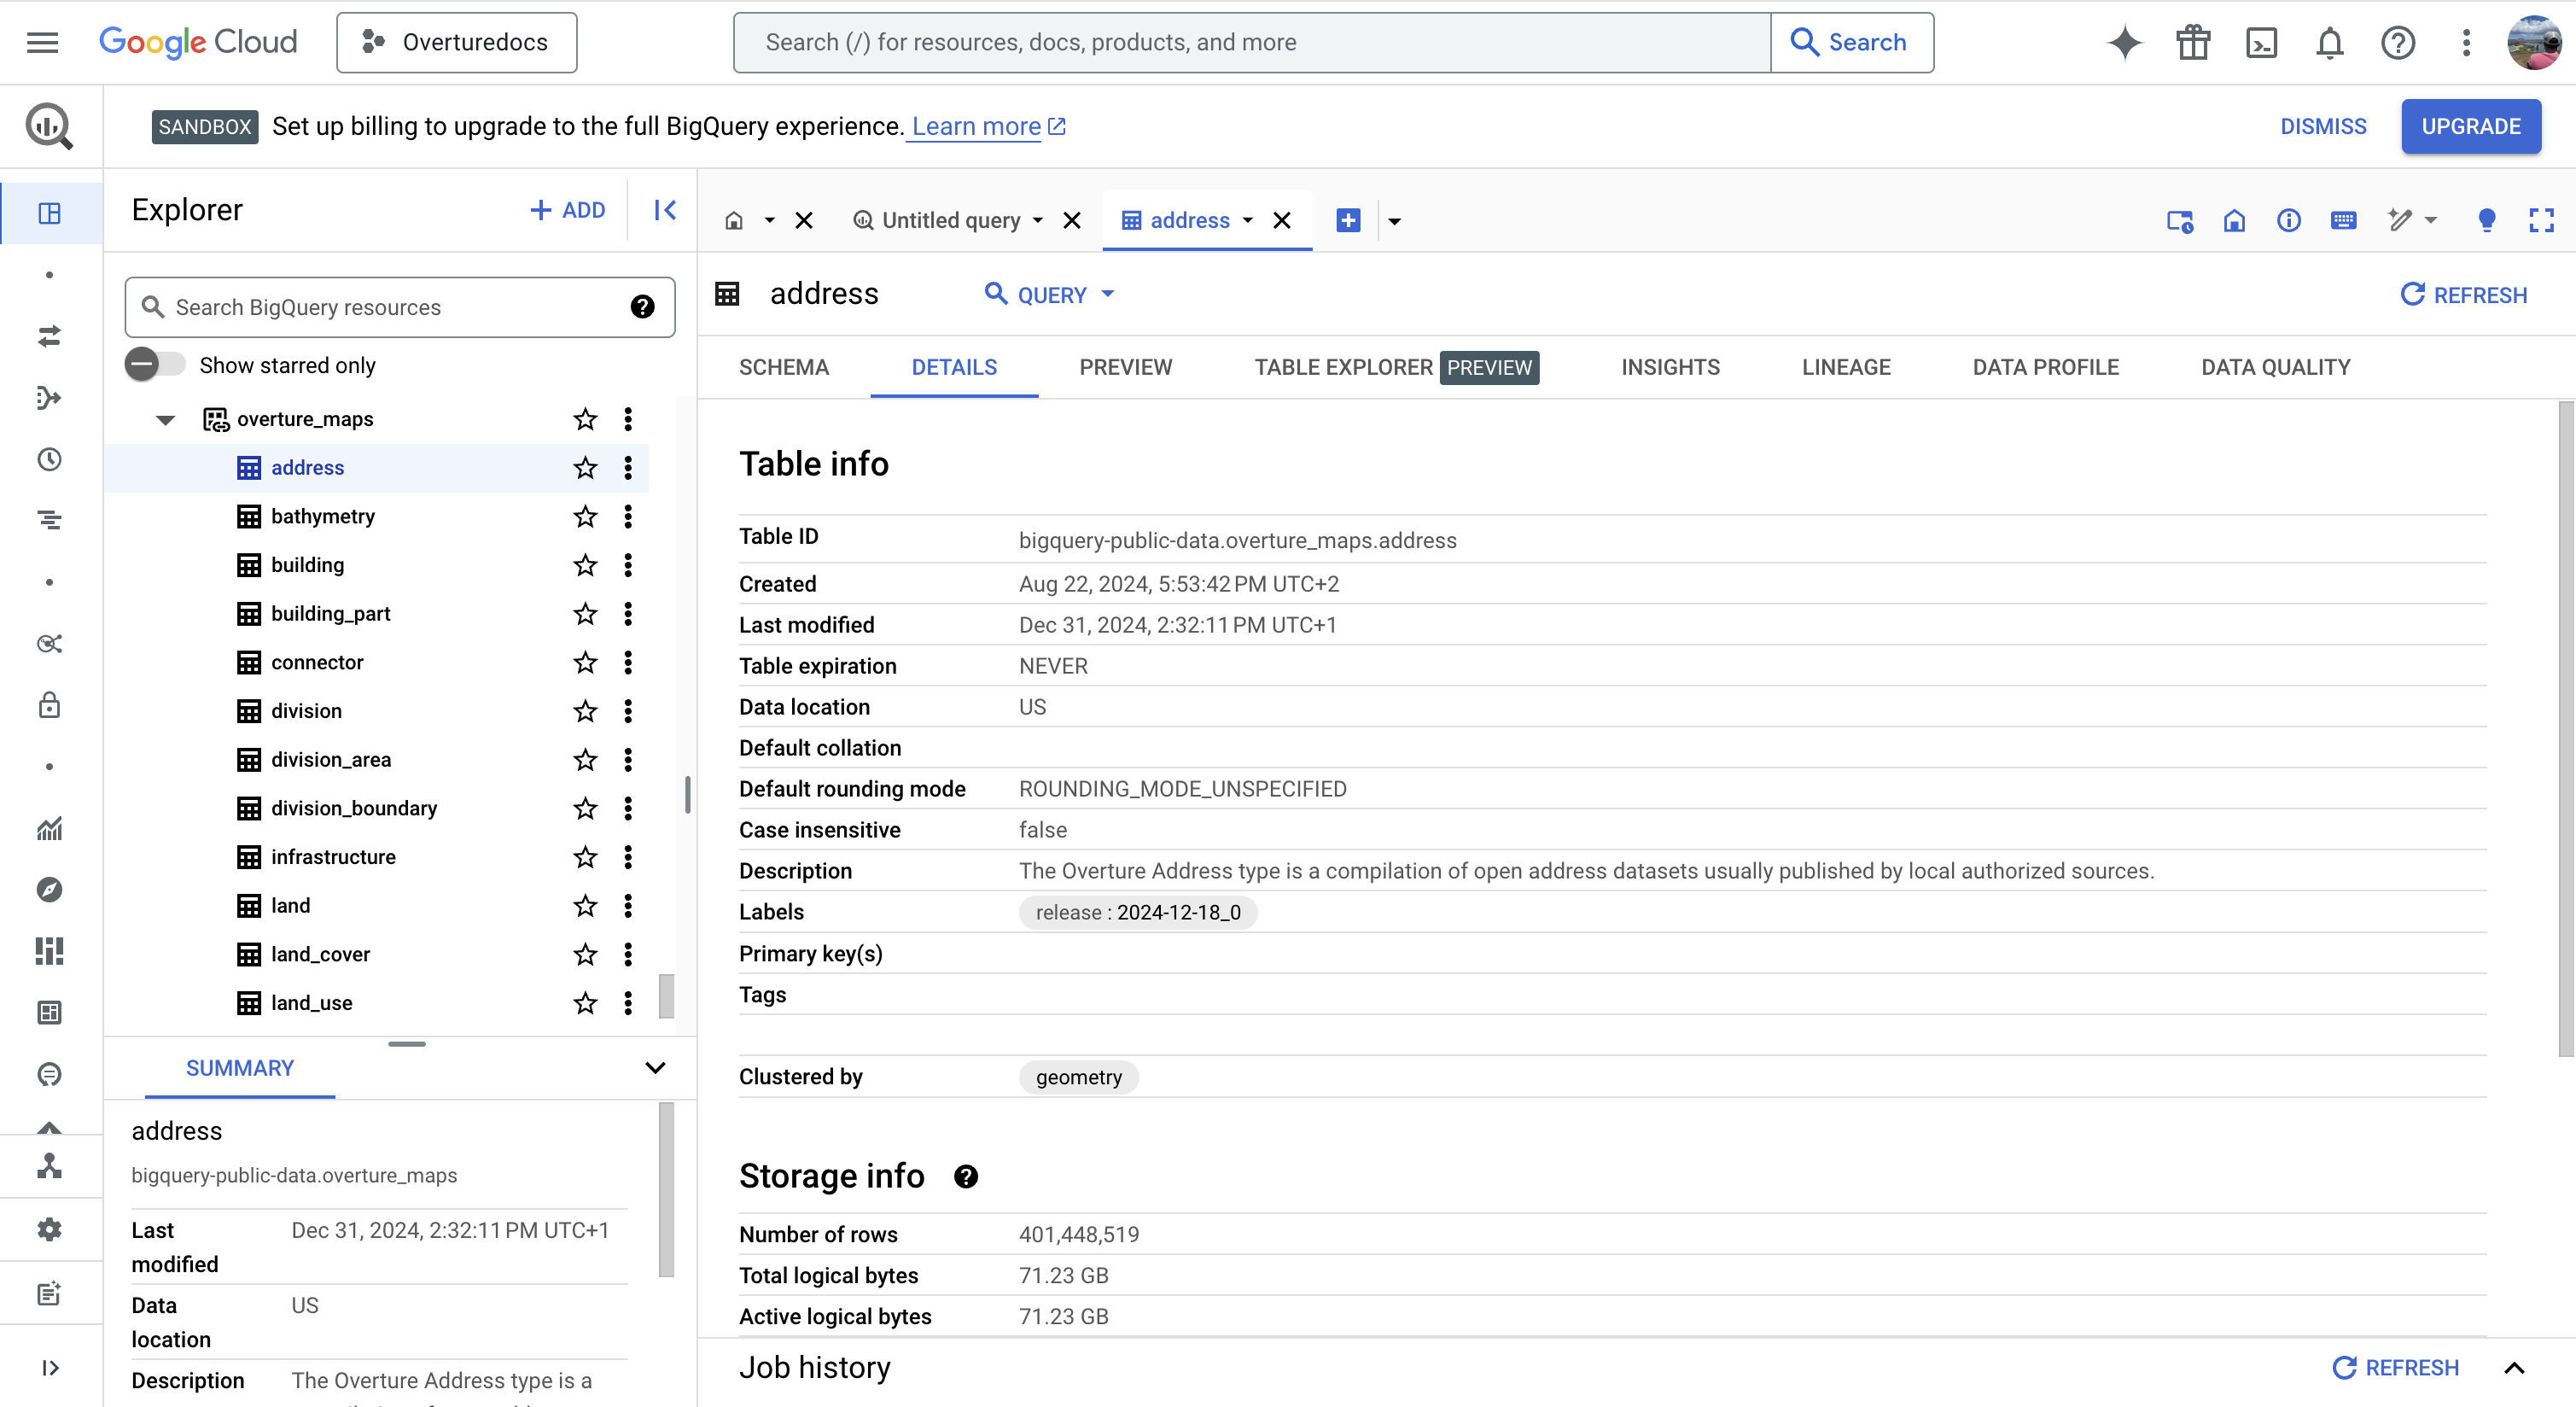 Google Cloud
Overturedocs
Search (/) for resources, docs, products, and more
Search
SANDBOX Set up billing to upgrade to the full BigQuery experience. Learn more
DISMISS
UPGRADE
Explorer
+ ADD
Search BigQuery resources
Show starred only
overture_maps
address
bathymetry
building
building_part
connector
division
division_area
division_boundary
infrastructure
land
land_cover
land_use
SUMMARY
address
bigquery-public-data.overture_maps
Last modified Dec 31, 2024, 2:32:11 PM UTC+1
Data location US
Description The Overture Address type is a
Untitled query
address
address
QUERY
REFRESH
SCHEMA
DETAILS
PREVIEW
TABLE EXPLORER PREVIEW
INSIGHTS
LINEAGE
DATA PROFILE
DATA QUALITY
Table info
Table ID bigquery-public-data.overture_maps.address
Created Aug 22, 2024, 5:53:42 PM UTC+2
Last modified Dec 31, 2024, 2:32:11 PM UTC+1
Table expiration NEVER
Data location US
Default collation
Default rounding mode ROUNDING_MODE_UNSPECIFIED
Case insensitive false
Description The Overture Address type is a compilation of open address datasets usually published by local authorized sources.
Labels release : 2024-12-18_0
Primary key(s)
Tags
Clustered by geometry
Storage info
Number of rows 401,448,519
Total logical bytes 71.23 GB
Active logical bytes 71.23 GB
Job history
REFRESH